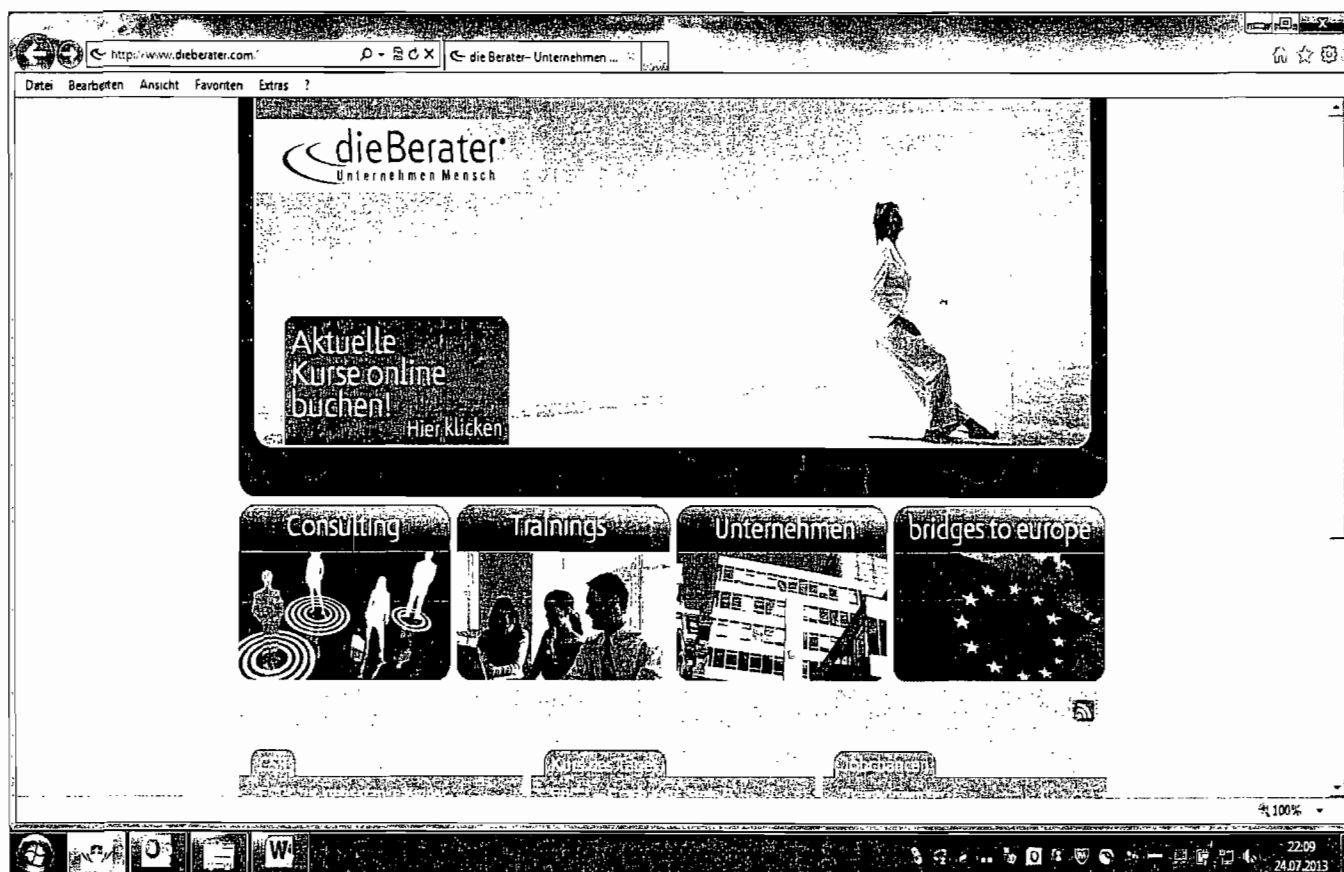 http://www.dieberater.com/
die Berater– Unternehmen ...
Datei Bearbeiten Ansicht Favoriten Extras ?
dieBerater
Unternehmen Mensch
Aktuelle
Kurse online
buchen!
Hier klicken
Consulting
Trainings
Unternehmen
bridges to europe
100%
W
22:09
24.07.2013